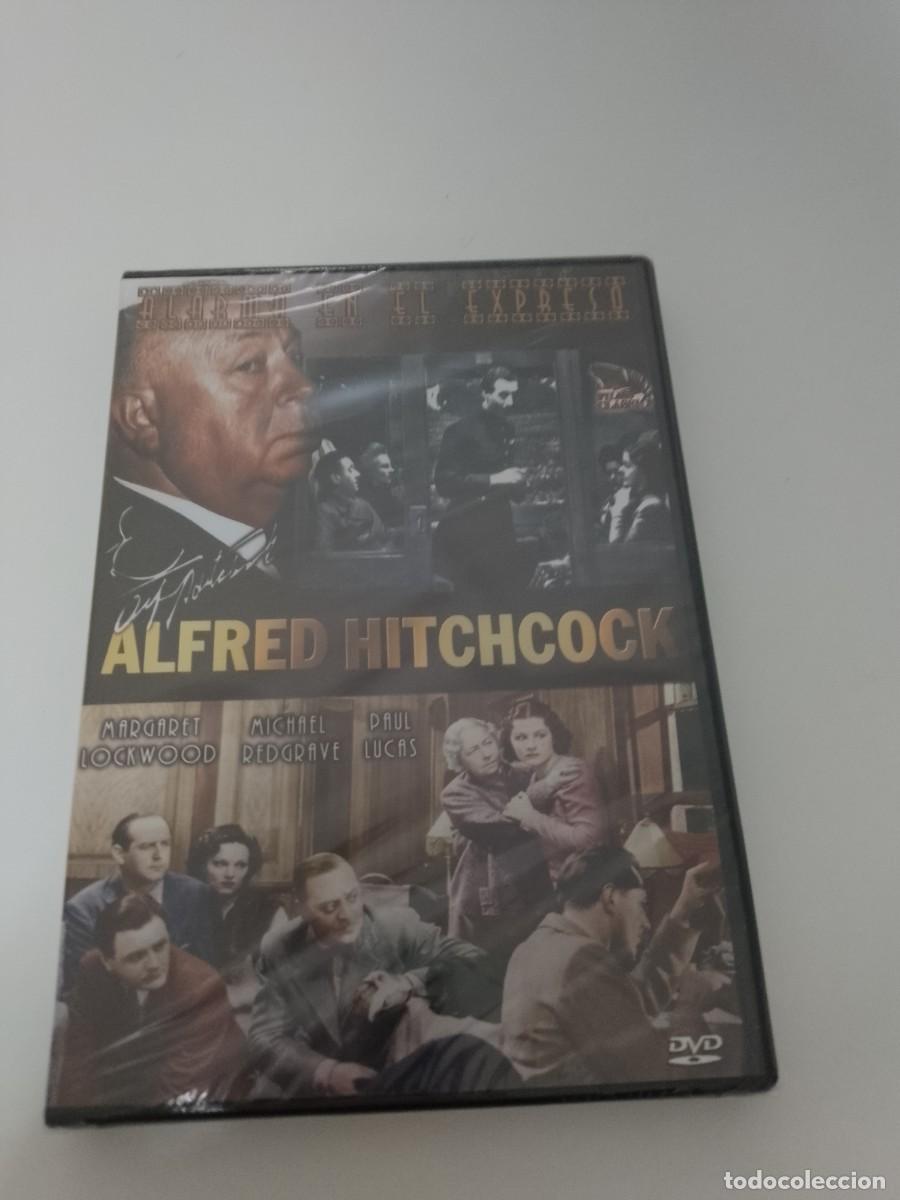 ALARMA EN EL EXPRESO
ALFRED HITCHCOCK
MARGARET LOCKWOOD
MICHAEL REDGRAVE
PAUL LUCAS
DVD
todocoleccion